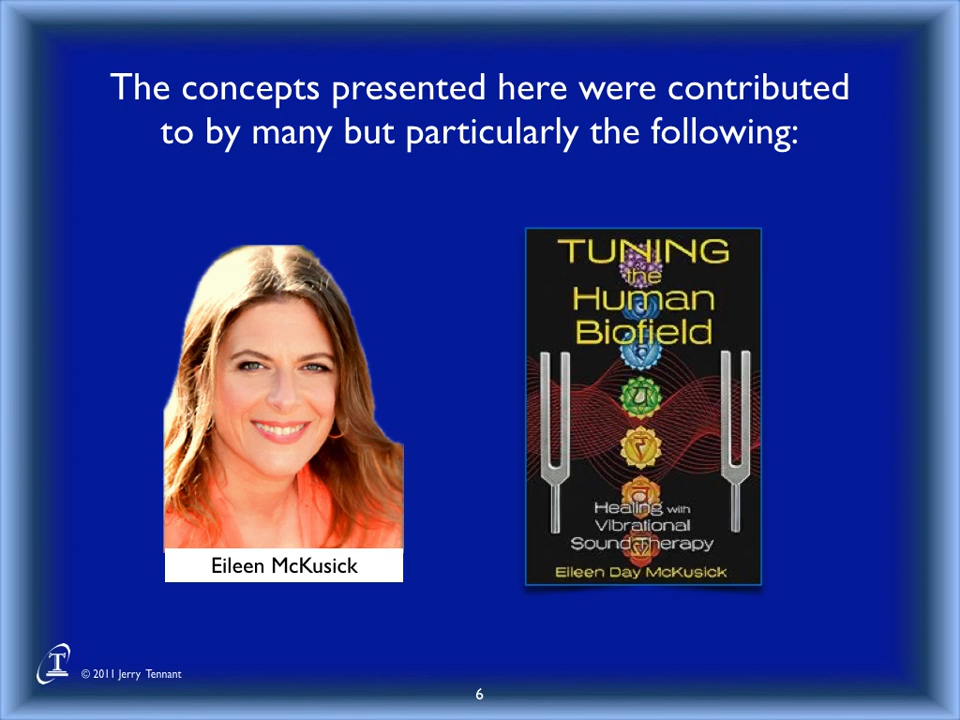 The concepts presented here were contributed
to by many but particularly the following:
TUNING
the
Human
Biofield
Healing with
Vibrational
Sound Therapy
Eileen Day McKusick
Eileen McKusick
T
© 2011 Jerry Tennant
6